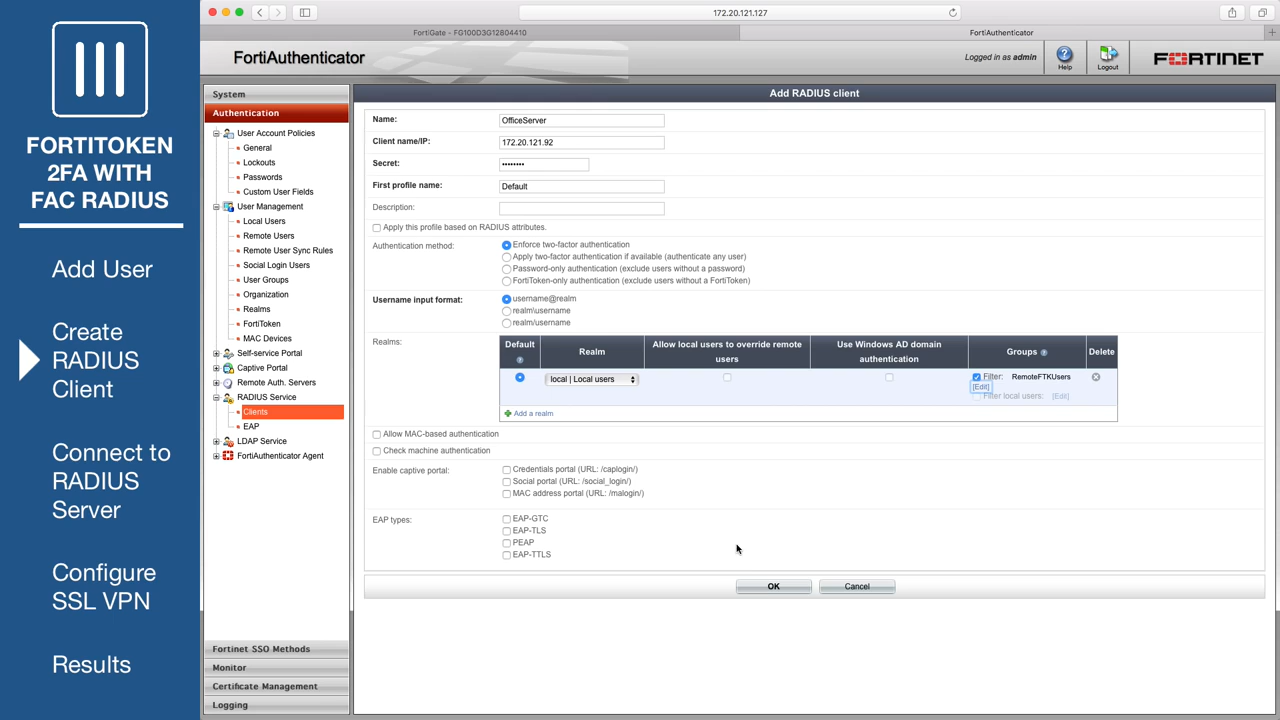 FORTITOKEN
2FA WITH
FAC RADIUS
Add User
Create
RADIUS
Client
Connect to
RADIUS
Server
Configure
SSL VPN
Results
172.20.121.127
FortiGate - FG100D3G12804410
FortiAuthenticator
FortiAuthenticator
Logged in as admin
Help
Logout
FORTINET
System
Authentication
User Account Policies
General
Lockouts
Passwords
Custom User Fields
User Management
Local Users
Remote Users
Remote User Sync Rules
Social Login Users
User Groups
Organization
Realms
FortiToken
MAC Devices
Self-service Portal
Captive Portal
Remote Auth. Servers
RADIUS Service
Clients
EAP
LDAP Service
FortiAuthenticator Agent
Fortinet SSO Methods
Monitor
Certificate Management
Logging
Add RADIUS client
Name: OfficeServer
Client name/IP: 172.20.121.92
Secret: ••••••••
First profile name: Default
Description:
Apply this profile based on RADIUS attributes.
Authentication method: Enforce two-factor authentication
Apply two-factor authentication if available (authenticate any user)
Password-only authentication (exclude users without a password)
FortiToken-only authentication (exclude users without a FortiToken)
Username input format: username@realm
realm\username
realm/username
Realms:
Default
Realm
Allow local users to override remote
users
Use Windows AD domain
authentication
Groups
Delete
local | Local users
Filter: RemoteFTKUsers
[Edit]
Filter local users: [Edit]
Add a realm
Allow MAC-based authentication
Check machine authentication
Enable captive portal: Credentials portal (URL: /caplogin/)
Social portal (URL: /social_login/)
MAC address portal (URL: /malogin/)
EAP types: EAP-GTC
EAP-TLS
PEAP
EAP-TTLS
OK
Cancel